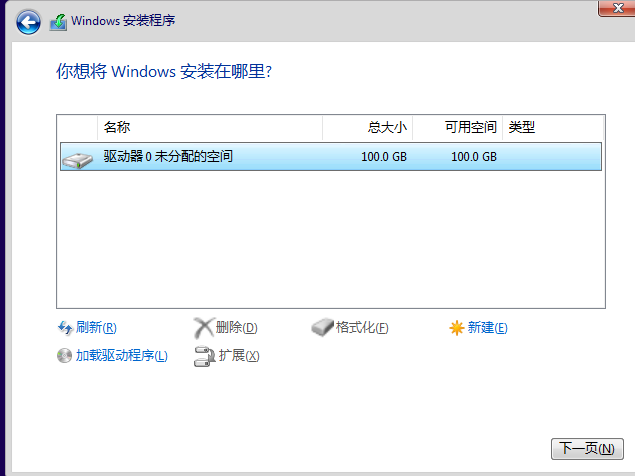 Windows 安装程序
你想将 Windows 安装在哪里?
名称 总大小 可用空间 类型
驱动器 0 未分配的空间 100.0 GB 100.0 GB
刷新(R) 删除(D) 格式化(F) 新建(E)
加载驱动程序(L) 扩展(X)
下一页(N)